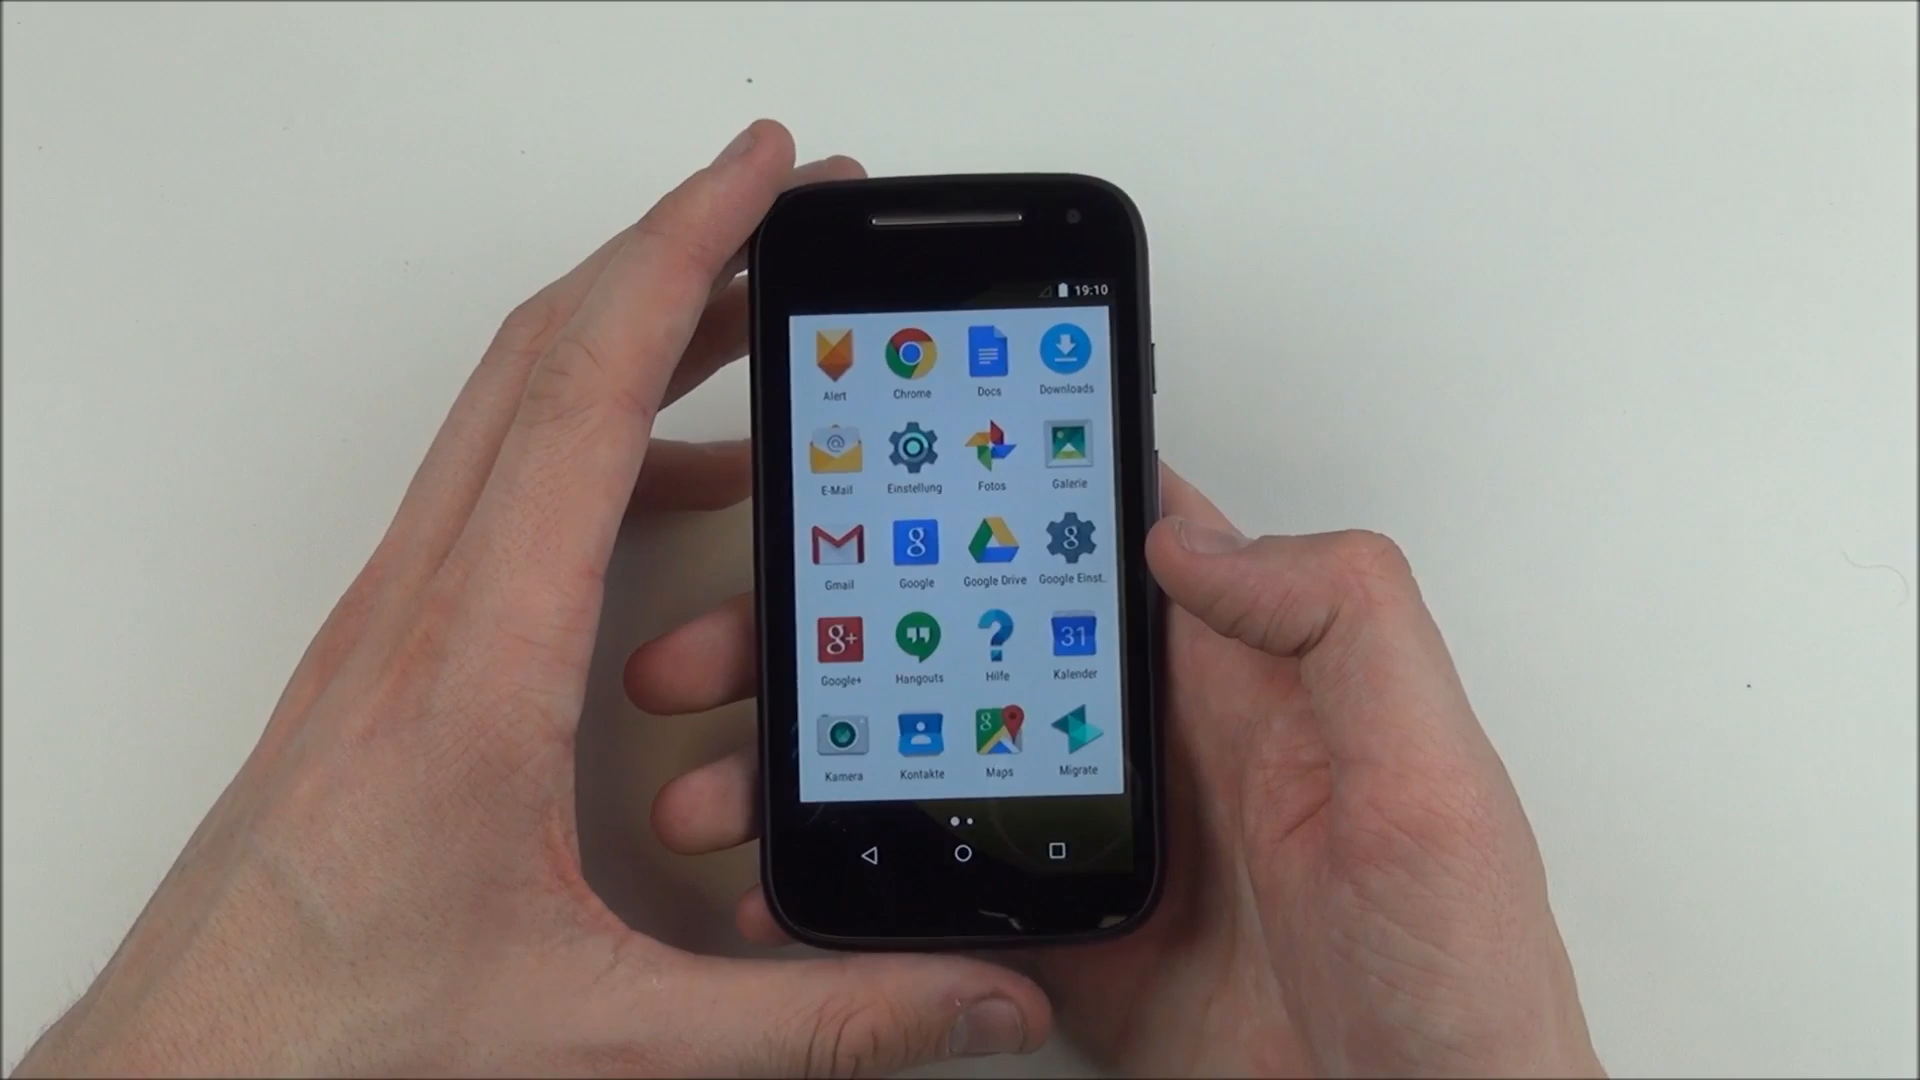 19:10
Alert Chrome Docs Downloads
@
E-Mail Einstellung Fotos Galerie
g g
Gmail Google Google Drive Google Einst..
g+ 31
Google+ Hangouts Hilfe Kalender
g
Kamera Kontakte Maps Migrate